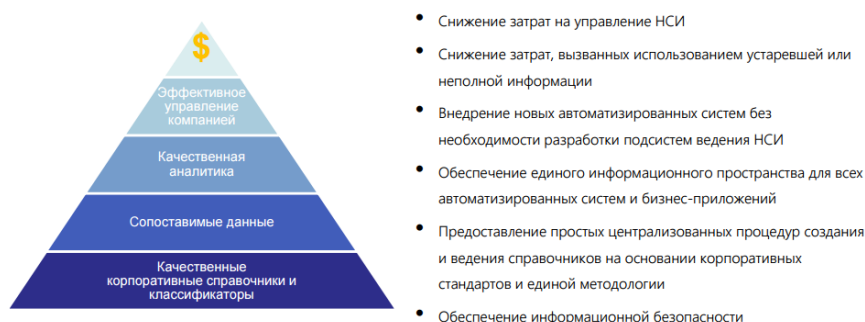 $
Эффективное
управление
компанией
Качественная
аналитика
Сопоставимые данные
Качественные
корпоративные справочники и
классификаторы
• Снижение затрат на управление НСИ
• Снижение затрат, вызванных использованием устаревшей или
неполной информации
• Внедрение новых автоматизированных систем без
необходимости разработки подсистем ведения НСИ
• Обеспечение единого информационного пространства для всех
автоматизированных систем и бизнес-приложений
• Предоставление простых централизованных процедур создания
и ведения справочников на основании корпоративных
стандартов и единой методологии
• Обеспечение информационной безопасности